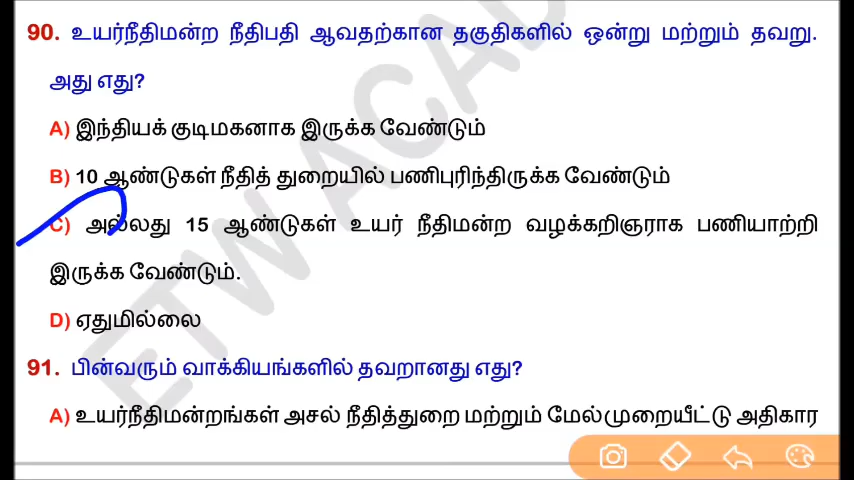 90. உயர்நீதிமன்ற நீதிபதி ஆவதற்கான தகுதிகளில் ஒன்று மற்றும் தவறு.
அது எது?
A) இந்தியக் குடிமகனாக இருக்க வேண்டும்
B) 10 ஆண்டுகள் நீதித் துறையில் பணிபுரிந்திருக்க வேண்டும்
C) அல்லது 15 ஆண்டுகள் உயர் நீதிமன்ற வழக்கறிஞராக பணியாற்றி
இருக்க வேண்டும்.
D) ஏதுமில்லை
91. பின்வரும் வாக்கியங்களில் தவறானது எது?
A) உயர்நீதிமன்றங்கள் அசல் நீதித்துறை மற்றும் மேல்முறையீட்டு அதிகார
ETW ACAD